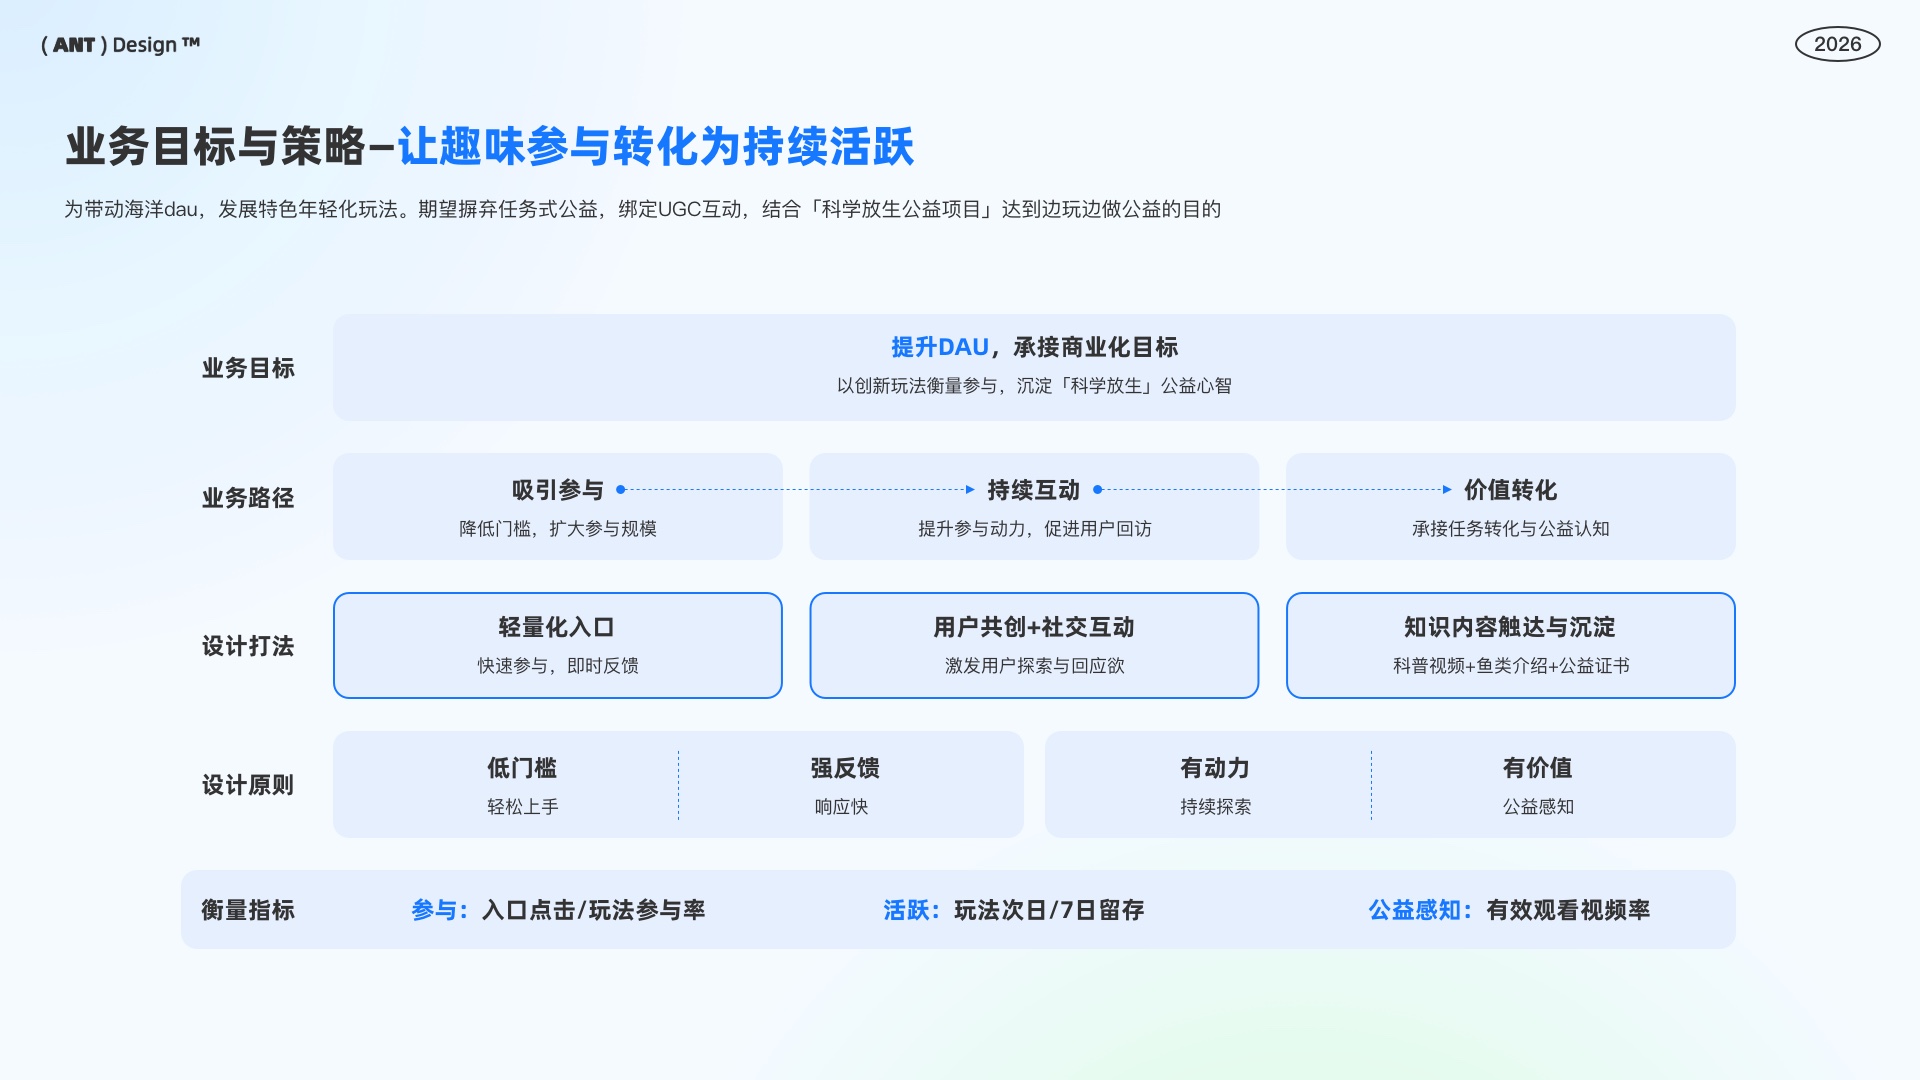 ( ANT ) Design ™
2026
业务目标与策略–让趣味参与转化为持续活跃
为带动海洋dau，发展特色年轻化玩法。期望摒弃任务式公益，绑定UGC互动，结合「科学放生公益项目」达到边玩边做公益的目的
业务目标
提升DAU，承接商业化目标
以创新玩法衡量参与，沉淀「科学放生」公益心智
业务路径
吸引参与
降低门槛，扩大参与规模
持续互动
提升参与动力，促进用户回访
价值转化
承接任务转化与公益认知
设计打法
轻量化入口
快速参与，即时反馈
用户共创+社交互动
激发用户探索与回应欲
知识内容触达与沉淀
科普视频+鱼类介绍+公益证书
设计原则
低门槛
轻松上手
强反馈
响应快
有动力
持续探索
有价值
公益感知
衡量指标
参与：入口点击/玩法参与率
活跃：玩法次日/7日留存
公益感知：有效观看视频率